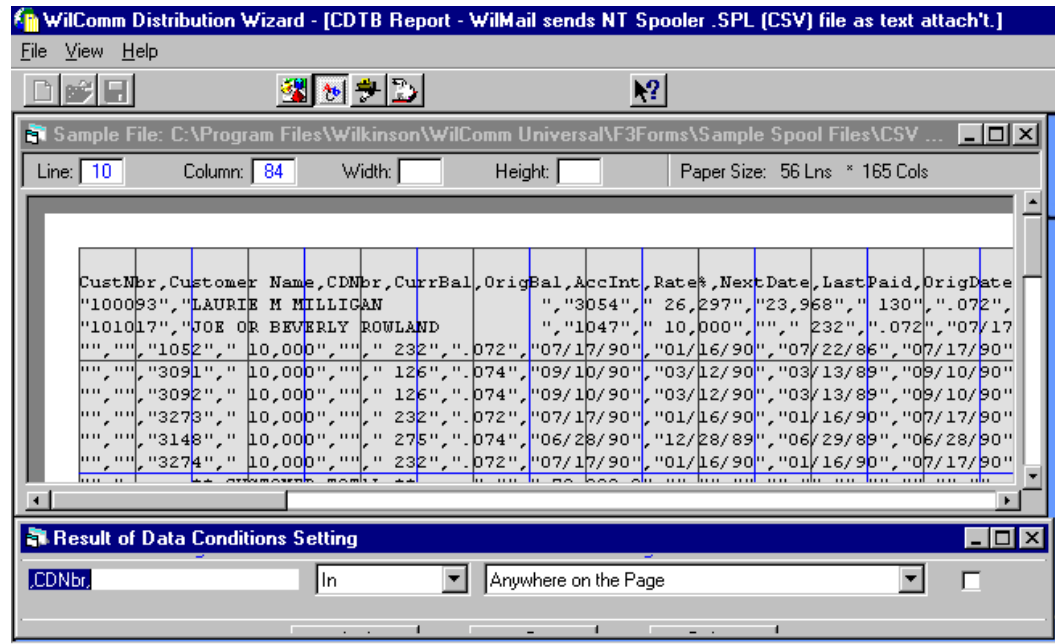 WilComm Distribution Wizard - [CDTB Report - WilMail sends NT Spooler .SPL (CSV) file as text attach't.]
File View Help
Sample File: C:\Program Files\Wilkinson\WilComm Universal\F3Forms\Sample Spool Files\CSV ...
Line: 10 Column: 84 Width: Height: Paper Size: 56 Lns * 165 Cols
CustNbr,Customer Name,CDNbr,CurrBal,OrigBal,AccInt,Rate%,NextDate,LastPaid,OrigDate
"100093","LAURIE M MILLIGAN ","3054"," 26,297","23,968"," 130",".072",
"101017","JOE OR BEVERLY ROWLAND ","1047"," 10,000",""," 232",".072","07/17
"","","1052"," 10,000",""," 232",".072","07/17/90","01/16/90","07/22/86","07/17/90"
"","","3091"," 10,000",""," 126",".074","09/10/90","03/12/90","03/13/89","09/10/90"
"","","3092"," 10,000",""," 126",".074","09/10/90","03/12/90","03/13/89","09/10/90"
"","","3273"," 10,000",""," 232",".072","07/17/90","01/16/90","01/16/90","07/17/90"
"","","3148"," 10,000",""," 275",".074","06/28/90","12/28/89","06/29/89","06/28/90"
"","","3274"," 10,000",""," 232",".072","07/17/90","01/16/90","01/16/90","07/17/90"
** CUSTOMER TOTAL **
Result of Data Conditions Setting
,CDNbr, In Anywhere on the Page